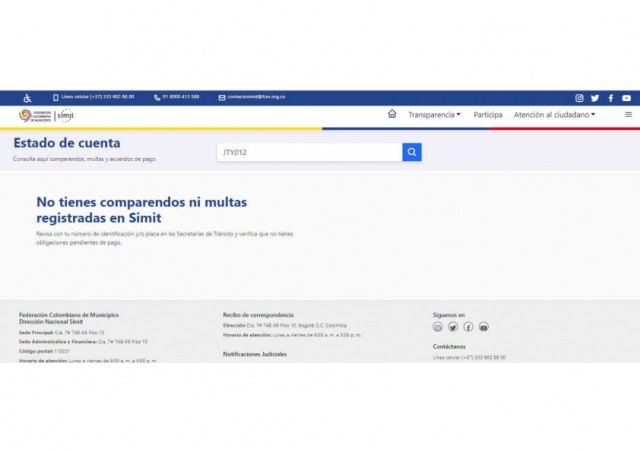 Línea celular (+57) 333 602 68 00
01 8000 413 588
contactosimit@fcm.org.co
FEDERACIÓN COLOMBIANA DE MUNICIPIOS
simit
Transparencia
Participa
Atención al ciudadano
Estado de cuenta
Consulta aquí comparendos, multas y acuerdos de pago
JTY012
No tienes comparendos ni multas
registradas en Simit
Revisa con tu número de identificación y/o placa en las Secretarías de Tránsito y verifica que no tienes
obligaciones pendientes de pago.
Federación Colombiana de Municipios
Dirección Nacional Simit
Sede Principal: Cra. 7# 74B-56 Piso 10
Sede Administrativa y Financiera: Cra. 7# 74B-56 Piso 18
Código postal: 110221
Horario de atención: Lunes a viernes de 8:00 a. m. a 5:00 p. m.
Recibo de correspondencia
Dirección Cra. 7# 74B-56 Piso 10, Bogotá D.C. Colombia
Horario de atención: Lunes a viernes de 8:00 a. m. a 5:00 p. m.
Notificaciones Judiciales
Síguenos en
Contáctanos
Línea celular (+57) 333 602 68 00